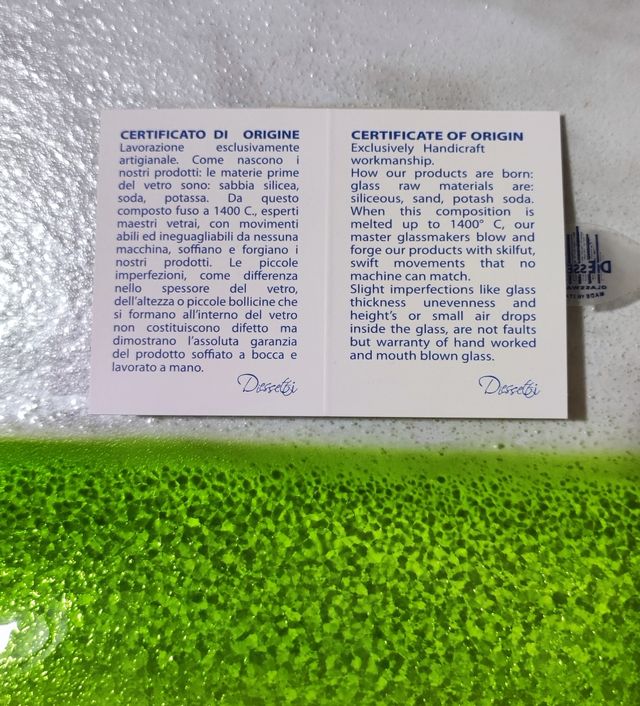 CERTIFICATO DI ORIGINE
Lavorazione esclusivamente
artigianale. Come nascono i
nostri prodotti: le materie prime
del vetro sono: sabbia silicea,
soda, potassa. Da questo
composto fuso a 1400 C., esperti
maestri vetrai, con movimenti
abili ed ineguagliabili da nessuna
macchina, soffiano e forgiano i
nostri prodotti. Le piccole
imperfezioni, come differenza
nello spessore del vetro,
dell'altezza o piccole bollicine che
si formano all'interno del vetro
non costituiscono difetto ma
dimostrano l'assoluta garanzia
del prodotto soffiato a bocca e
lavorato a mano.
CERTIFICATE OF ORIGIN
Exclusively Handicraft
workmanship.
How our products are born:
glass raw materials are:
siliceous, sand, potash soda.
When this composition is
melted up to 1400° C, our
master glassmakers blow and
forge our products with skilfut,
swift movements that no
machine can match.
Slight imperfections like glass
thickness unevenness and
height's or small air drops
inside the glass, are not faults
but warranty of hand worked
and mouth blown glass.